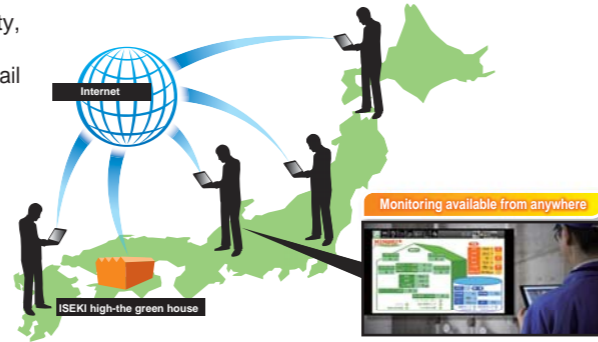 ty,
ail
Internet
Monitoring available from anywhere
ISEKI high-the green house